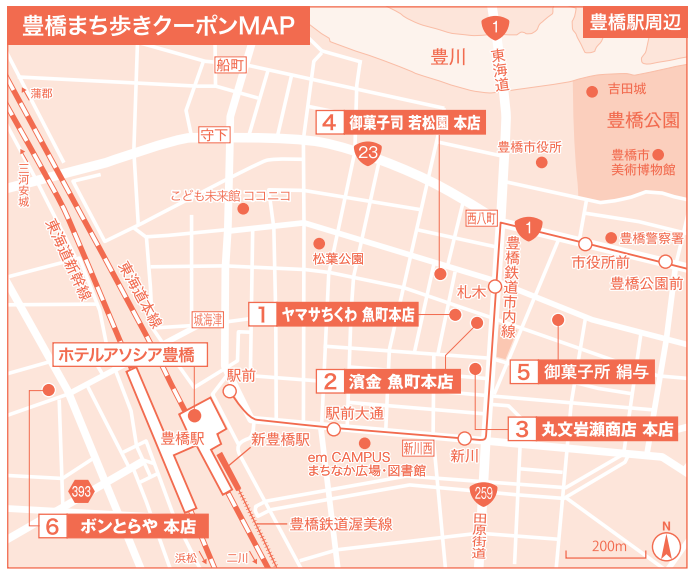 豊橋まち歩きクーポンMAP
豊橋駅周辺
1
豊川
東海道
船町
蒲郡
吉田城
豊橋公園
4 御菓子司 若松園 本店
守下
23
豊橋市役所
豊橋市
美術博物館
三河安城
こども未来館 ココニコ
西八町
1
豊橋警察署
松葉公園
市役所前
豊橋公園前
東海道新幹線
東海道本線
豊橋鉄道市内線
札木
城海津
1 ヤマサちくわ 魚町本店
ホテルアソシア豊橋
2 濱金 魚町本店
5 御菓子所 絹与
駅前
駅前大通
3 丸文岩瀬商店 本店
豊橋駅
新豊橋駅
em CAMPUS
まちなか広場・図書館
新川西
新川
393
259
6 ボンとらや 本店
豊橋鉄道渥美線
田原街道
浜松
二川
200m
N